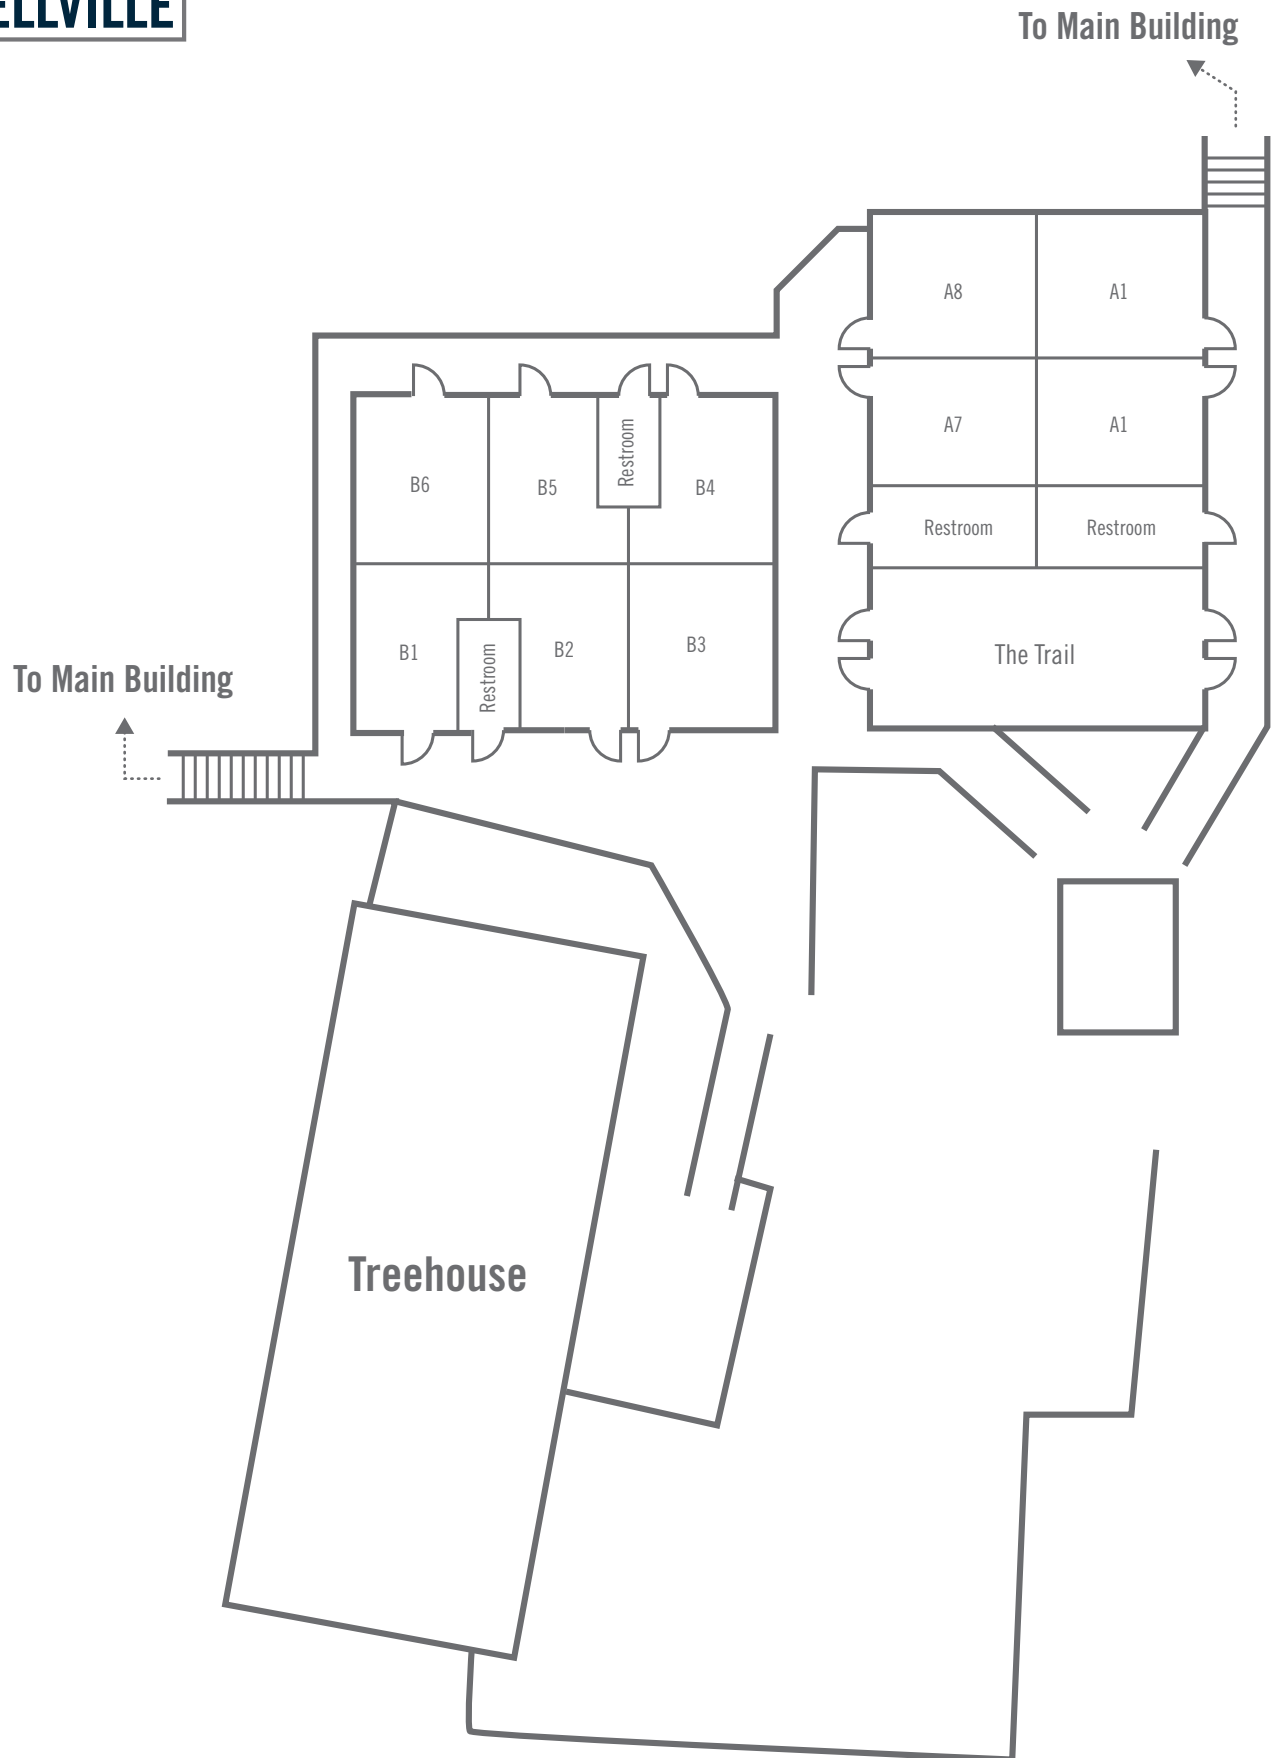 ELLVILLE
To Main Building
A8
A1
A7
A1
Restroom
Restroom
The Trail
B6
B5
Restroom
B4
B1
Restroom
B2
B3
To Main Building
Treehouse